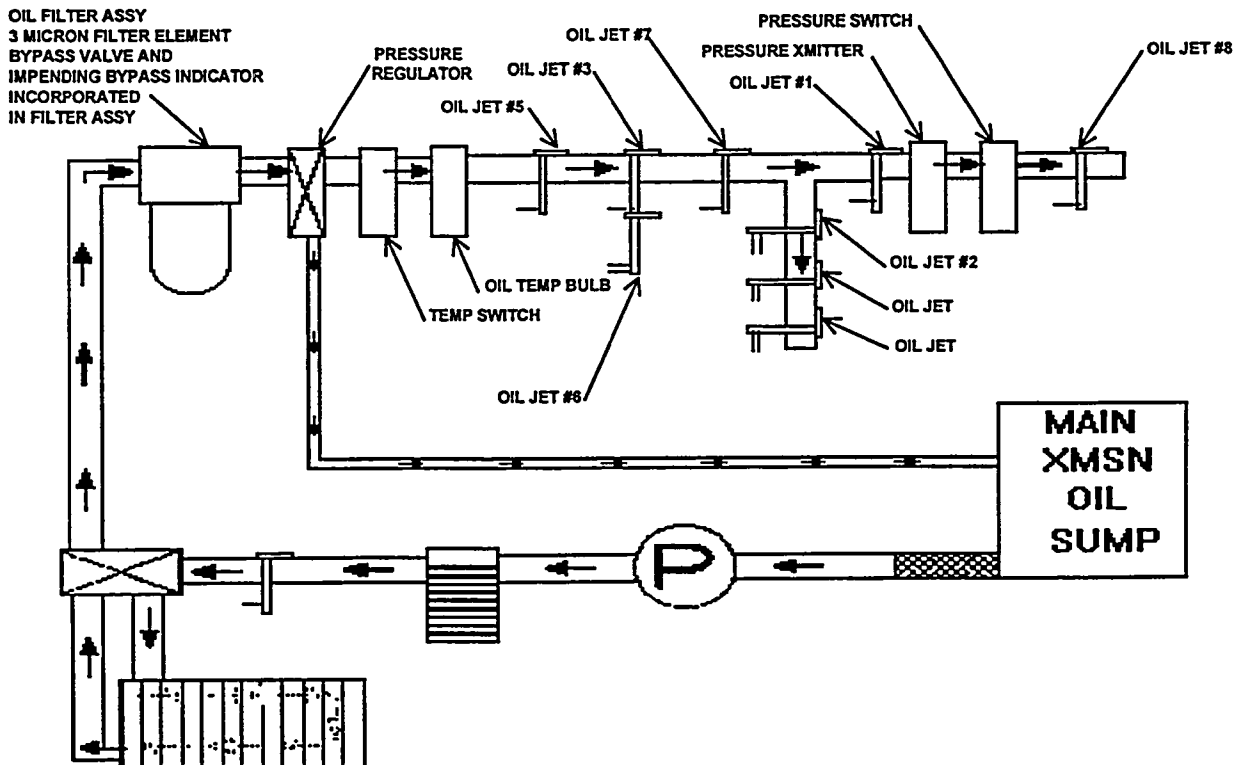 OIL FILTER ASSY
3 MICRON FILTER ELEMENT
BYPASS VALVE AND
IMPENDING BYPASS INDICATOR
INCORPORATED
IN FILTER ASSY
PRESSURE
REGULATOR
OIL JET #5
OIL JET #3
OIL JET #7
PRESSURE SWITCH
PRESSURE XMITTER
OIL JET #1
OIL JET #8
OIL TEMP BULB
TEMP SWITCH
OIL JET #2
OIL JET
OIL JET
OIL JET #6
MAIN
XMSN
OIL
SUMP
P